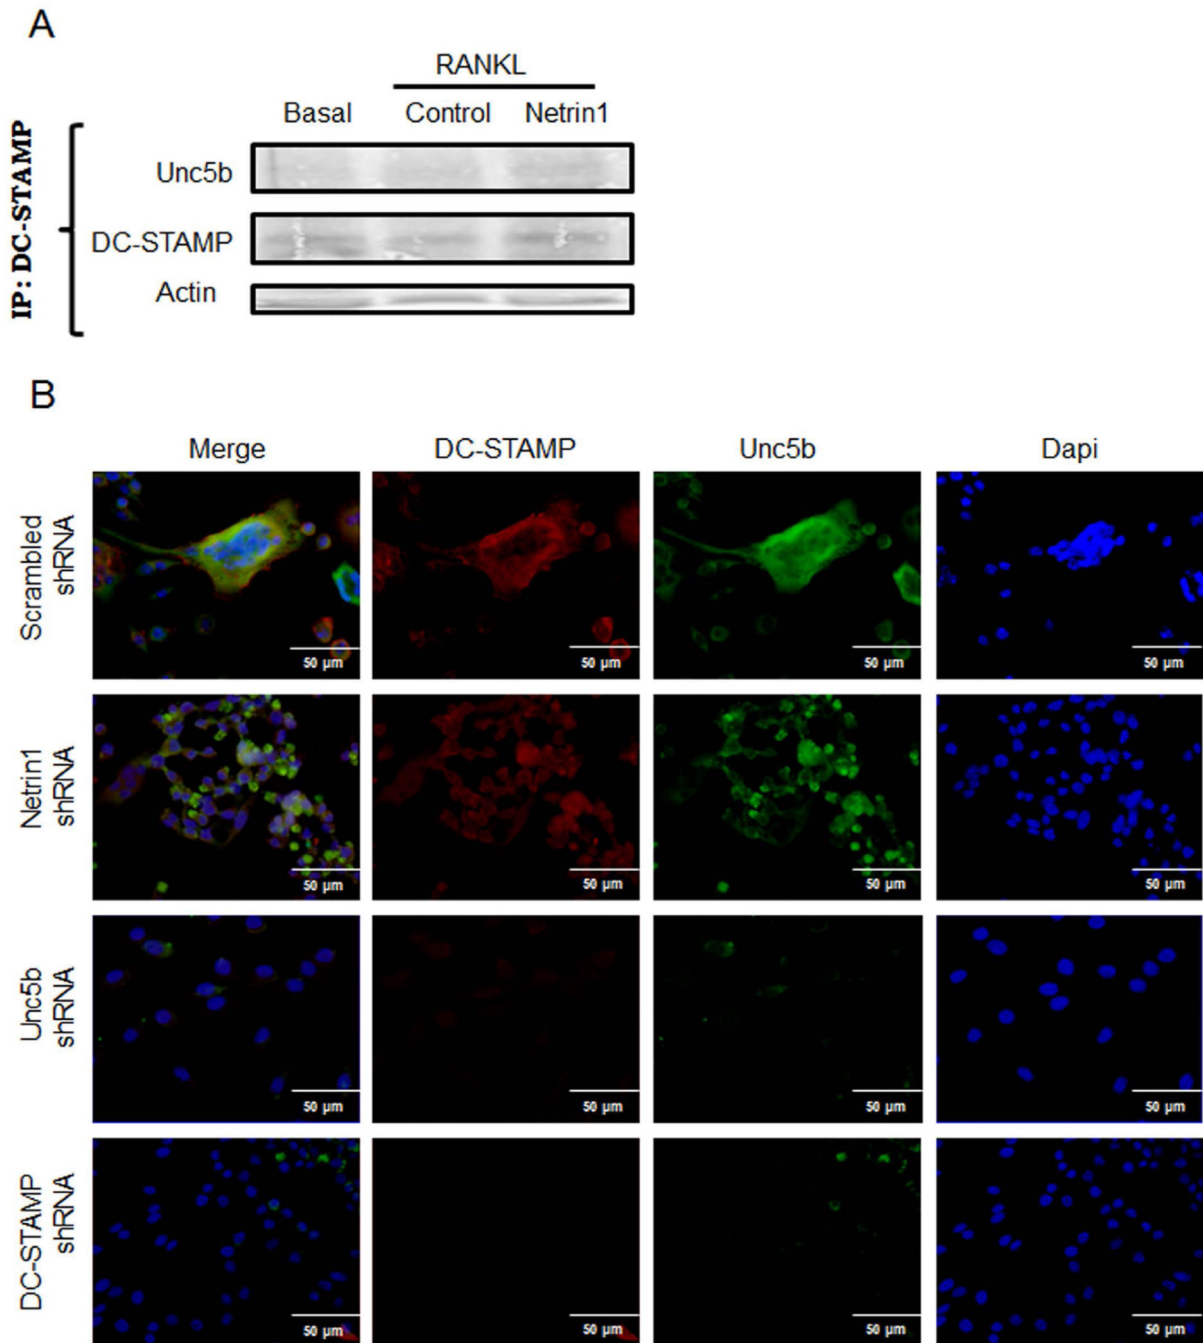 A
RANKL
Basal Control Netrin1
IP: DC-STAMP
Unc5b
DC-STAMP
Actin
B
Merge DC-STAMP Unc5b Dapi
Scrambled
shRNA
50 µm 50 µm 50 µm 50 µm
Netrin1
shRNA
50 µm 50 µm 50 µm 50 µm
Unc5b
shRNA
50 µm 50 µm 50 µm 50 µm
DC-STAMP
shRNA
50 µm 50 µm 50 µm 50 µm